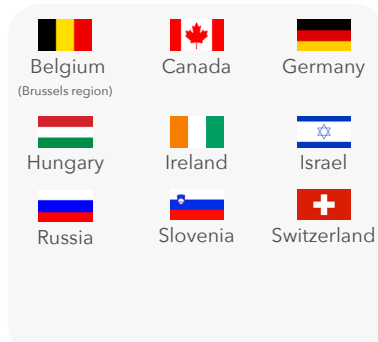 Belgium
Canada
Germany
(Brussels region)
Hungary
Ireland
Israel
Russia
Slovenia
Switzerland